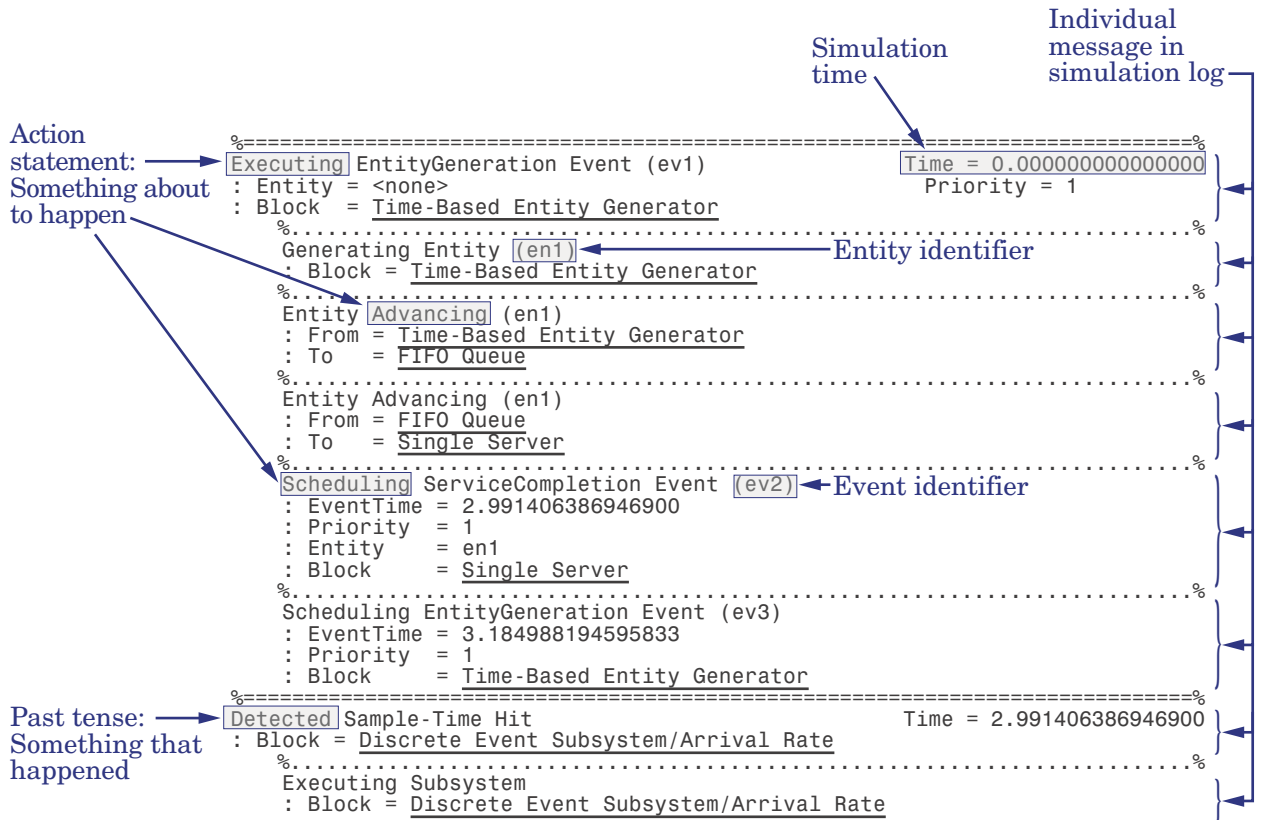 Individual
message in
simulation log
Simulation
time
Action
statement:
Something about
to happen
%==============================================================================%
Executing EntityGeneration Event (ev1) Time = 0.000000000000000
: Entity = <none> Priority = 1
: Block = Time-Based Entity Generator
%...........................................................................%
Generating Entity (en1) Entity identifier
: Block = Time-Based Entity Generator
%...........................................................................%
Entity Advancing (en1)
: From = Time-Based Entity Generator
: To = FIFO Queue
%...........................................................................%
Entity Advancing (en1)
: From = FIFO Queue
: To = Single Server
%...........................................................................%
Scheduling ServiceCompletion Event (ev2) Event identifier
: EventTime = 2.991406386946900
: Priority = 1
: Entity = en1
: Block = Single Server
%...........................................................................%
Scheduling EntityGeneration Event (ev3)
: EventTime = 3.184988194595833
: Priority = 1
: Block = Time-Based Entity Generator
%==============================================================================%
Past tense:
Something that
happened
Detected Sample-Time Hit Time = 2.991406386946900
: Block = Discrete Event Subsystem/Arrival Rate
%...........................................................................%
Executing Subsystem
: Block = Discrete Event Subsystem/Arrival Rate